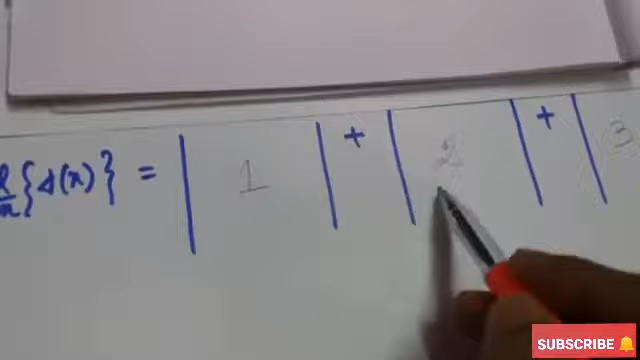 {Δ(x)} = | 1 | + | 2 | + | 3
SUBSCRIBE